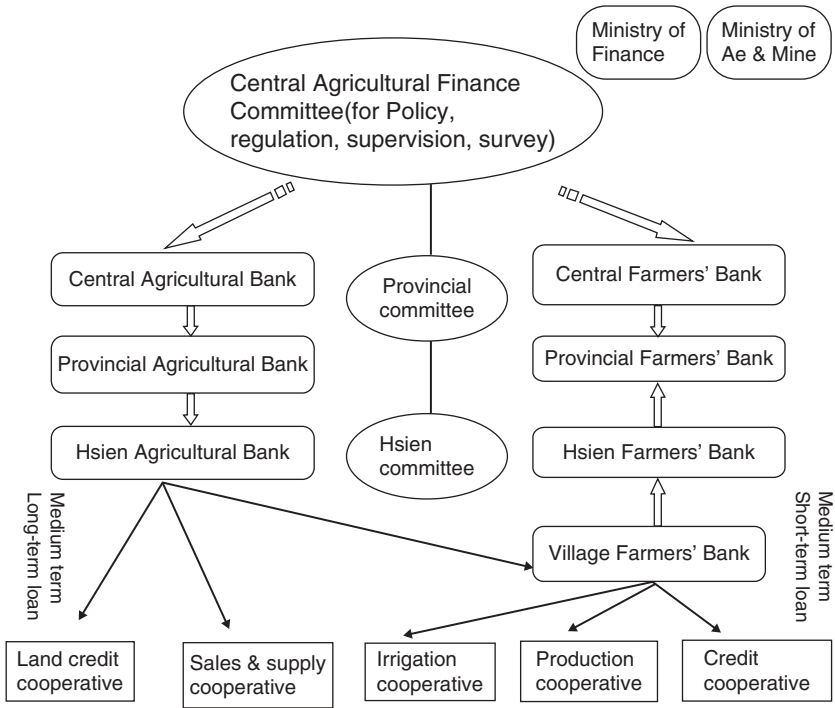 Ministry of
Finance
Ministry of
Ae & Mine
Central Agricultural Finance
Committee(for Policy,
regulation, supervision, survey)
Central Agricultural Bank
Provincial
committee
Central Farmers' Bank
Provincial Agricultural Bank
Provincial Farmers' Bank
Hsien Agricultural Bank
Hsien
committee
Hsien Farmers' Bank
Medium term
Long-term loan
Medium term
Short-term loan
Village Farmers' Bank
Land credit
cooperative
Sales & supply
cooperative
Irrigation
cooperative
Production
cooperative
Credit
cooperative